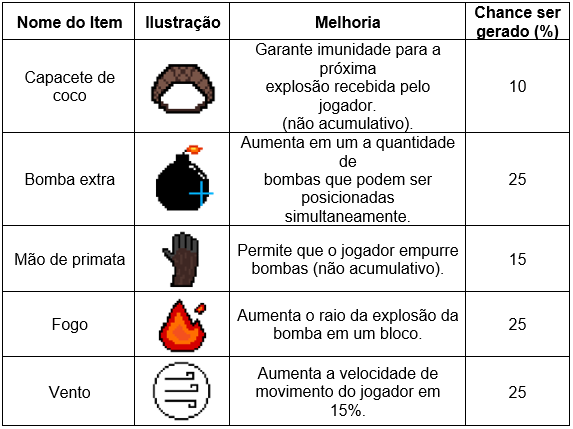 Nome do Item
Ilustração
Melhoria
Chance ser
gerado (%)
Capacete de
coco
Garante imunidade para a
próxima
explosão recebida pelo
jogador.
(não acumulativo).
10
Bomba extra
Aumenta em um a quantidade
de
bombas que podem ser
posicionadas
simultaneamente.
25
Mão de primata
Permite que o jogador empurre
bombas (não acumulativo).
15
Fogo
Aumenta o raio da explosão da
bomba em um bloco.
25
Vento
Aumenta a velocidade de
movimento do jogador em
15%.
25